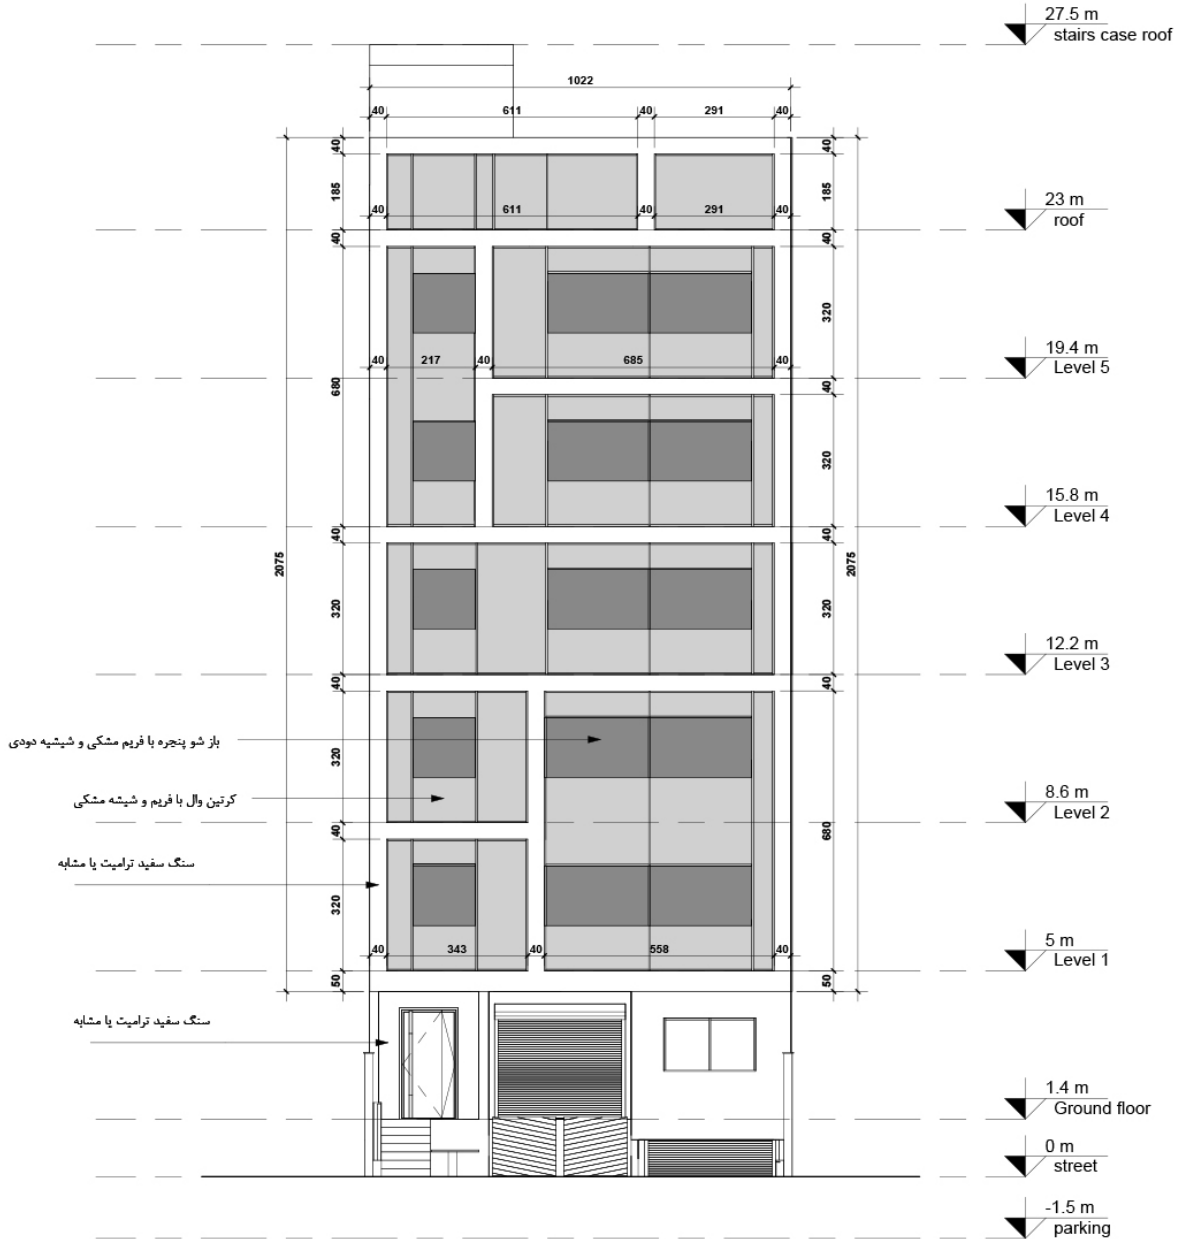 27.5 m
stairs case roof
1022
40 611 40 291 40
40 40
185 185
40 611 40 291 40
23 m
roof
40 40
320
680
40 217 40 685 40
19.4 m
Level 5
40
320
15.8 m
Level 4
40 40
2075 2075
320 320
12.2 m
Level 3
40 40
باز شو پنجره با فریم مشکی و شیشیه دودی
320
کرتین وال با فریم و شیشه مشکی
8.6 m
Level 2
40
680
سنگ سفید ترامیت یا مشابه
320
40 343 40 558 40
5 m
Level 1
50 50
سنگ سفید ترامیت یا مشابه
1.4 m
Ground floor
0 m
street
-1.5 m
parking